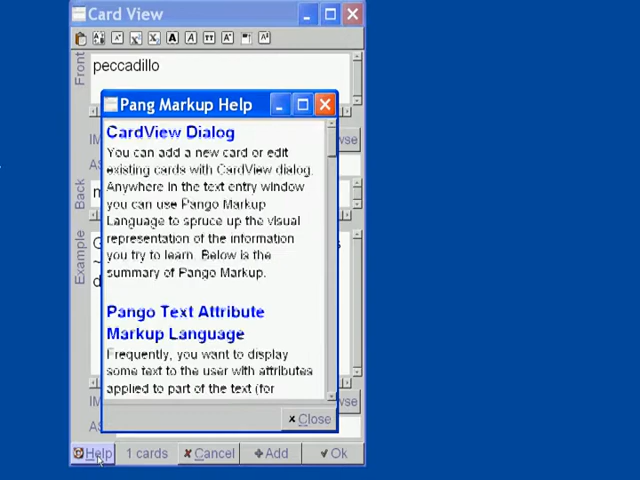 Card View
Front
peccadillo
Pang Markup Help
CardView Dialog
You can add a new card or edit
existing cards with CardView dialog.
Anywhere in the text entry window
you can use Pango Markup
Language to spruce up the visual
representation of the information
you try to learn. Below is the
summary of Pango Markup.
Pango Text Attribute
Markup Language
Frequently, you want to display
some text to the user with attributes
applied to part of the text (for
Close
Back
Example
Help 1 cards Cancel Add Ok